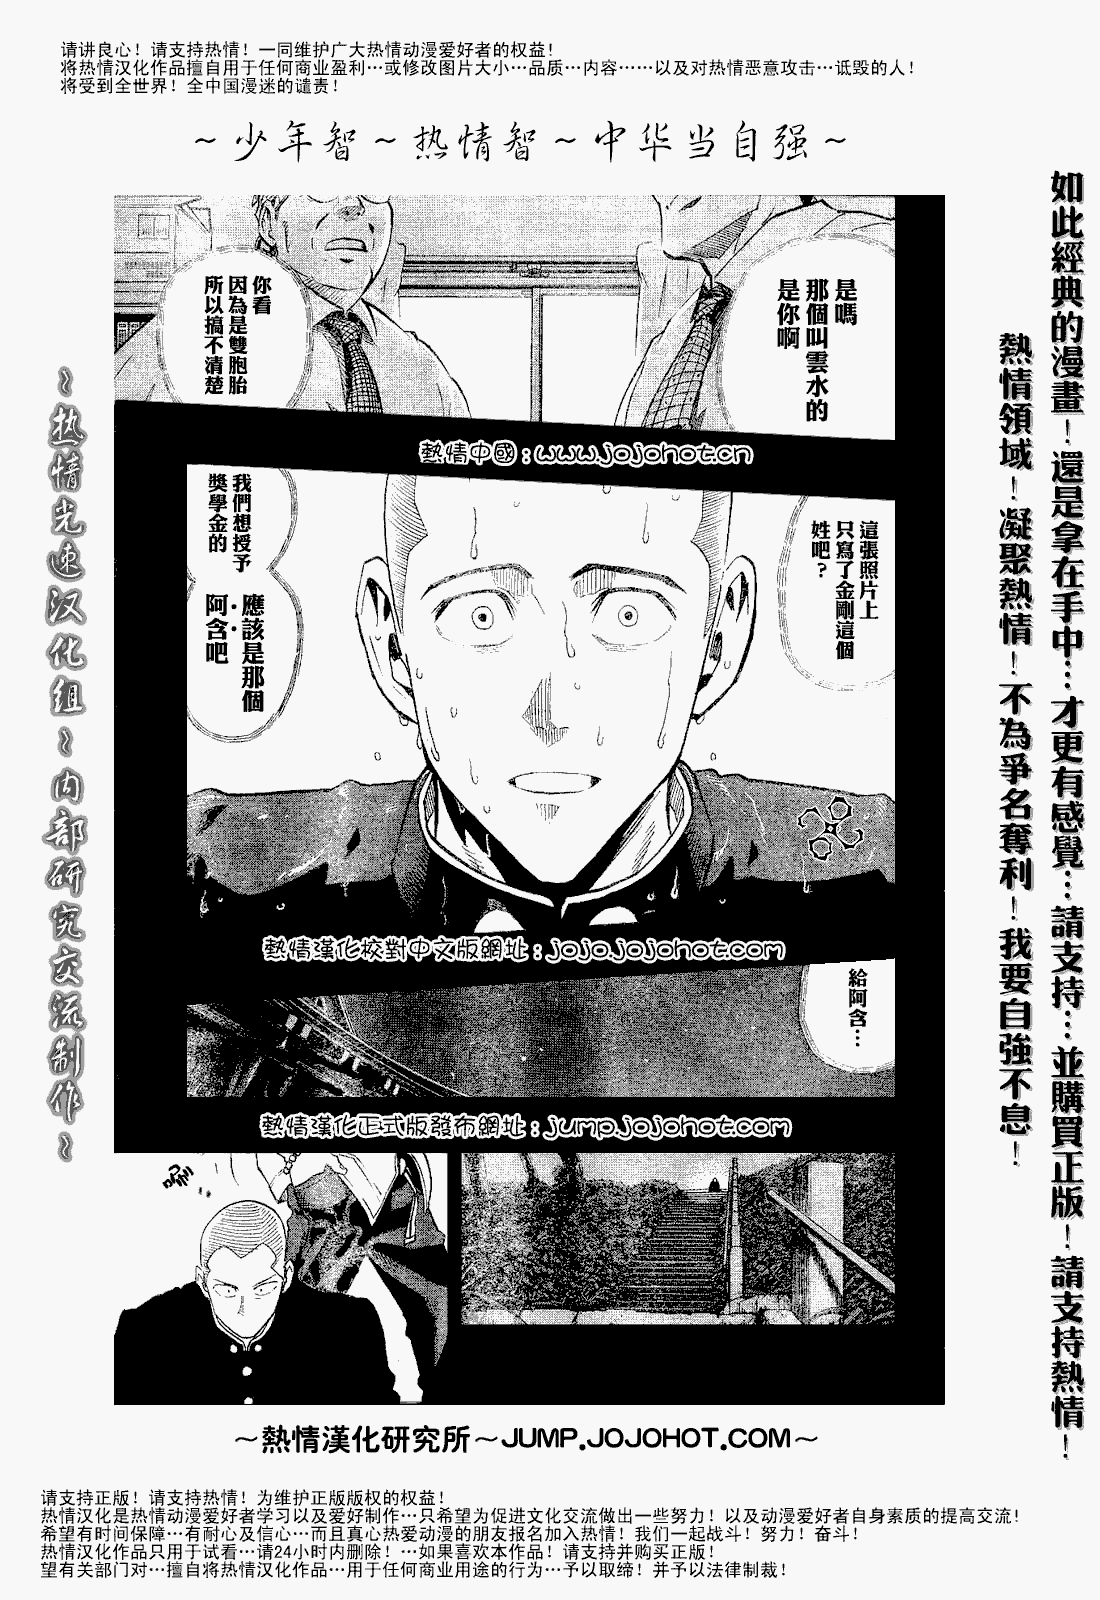 请讲良心！请支持热情！一同维护广大热情动漫爱好者的权益！
将热情汉化作品擅自用于任何商业盈利…或修改图片大小…品质…内容……以及对热情恶意攻击…诋毁的人！
将受到全世界！全中国漫迷的谴责！
～少年智～热情智～中华当自强～
如此經典的漫畫！還是拿在手中…才更有感覺…請支持…並購買正版！請支持熱情！
熱情領域！凝聚熱情！不為爭名奪利！我要自強不息！
是嗎
那個叫雲水的
是你啊
你看
因為是雙胞胎
所以搞不清楚
熱情中國：www.jojohot.cn
這張照片上
只寫了金剛這個
姓吧？
我們想授予
獎學金的
應該是那個
阿含吧
熱情漢化校對中文版網址：jojo.jojohot.com
給阿含…
熱情漢化正式版發布網址：jump.jojohot.com
～热情光速汉化组～内部研究交流制作～
～熱情漢化研究所～JUMP.JOJOHOT.COM～
请支持正版！请支持热情！为维护正版版权的权益！
热情汉化是热情动漫爱好者学习以及爱好制作…只希望为促进文化交流做出一些努力！以及动漫爱好者自身素质的提高交流！
希望有时间保障…有耐心及信心…而且真心热爱动漫的朋友报名加入热情！我们一起战斗！努力！奋斗！
热情汉化作品只用于试看…请24小时内删除！…如果喜欢本作品！请支持并购买正版！
望有关部门对…擅自将热情汉化作品…用于任何商业用途的行为…予以取缔！并予以法律制裁！